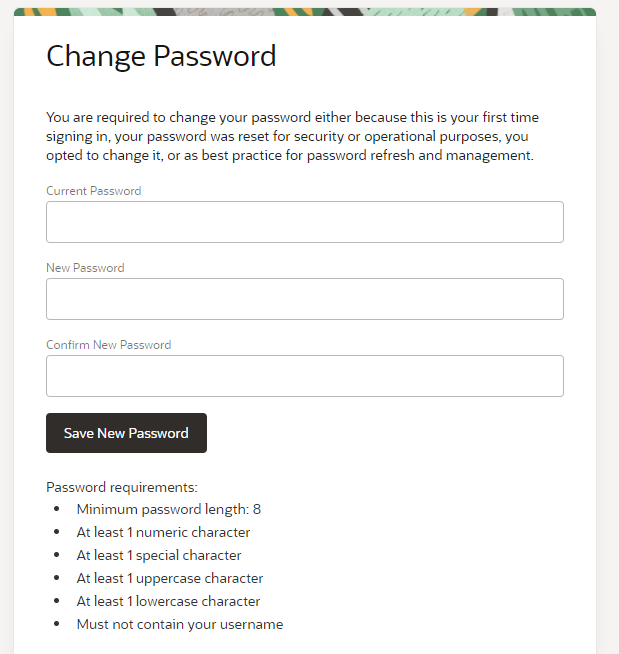 Change Password
You are required to change your password either because this is your first time
signing in, your password was reset for security or operational purposes, you
opted to change it, or as best practice for password refresh and management.
Current Password
New Password
Confirm New Password
Save New Password
Password requirements:
• Minimum password length: 8
• At least 1 numeric character
• At least 1 special character
• At least 1 uppercase character
• At least 1 lowercase character
• Must not contain your username